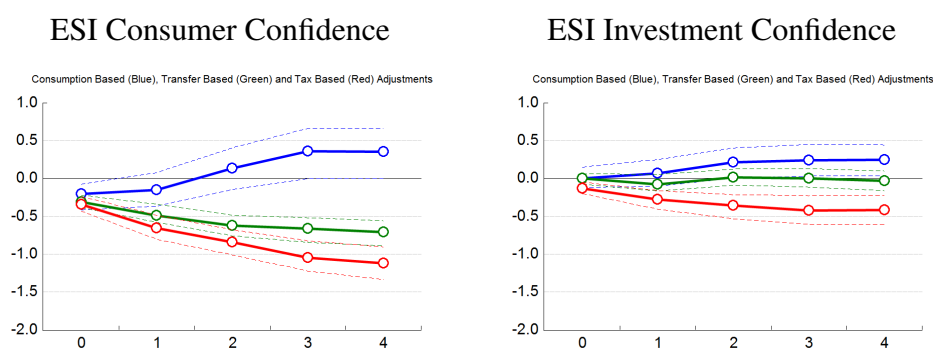 ESI Consumer Confidence
Consumption Based (Blue), Transfer Based (Green) and Tax Based (Red) Adjustments
1.0
0.5
0.0
-0.5
-1.0
-1.5
-2.0
0 1 2 3 4
ESI Investment Confidence
Consumption Based (Blue), Transfer Based (Green) and Tax Based (Red) Adjustments
1.0
0.5
0.0
-0.5
-1.0
-1.5
-2.0
0 1 2 3 4